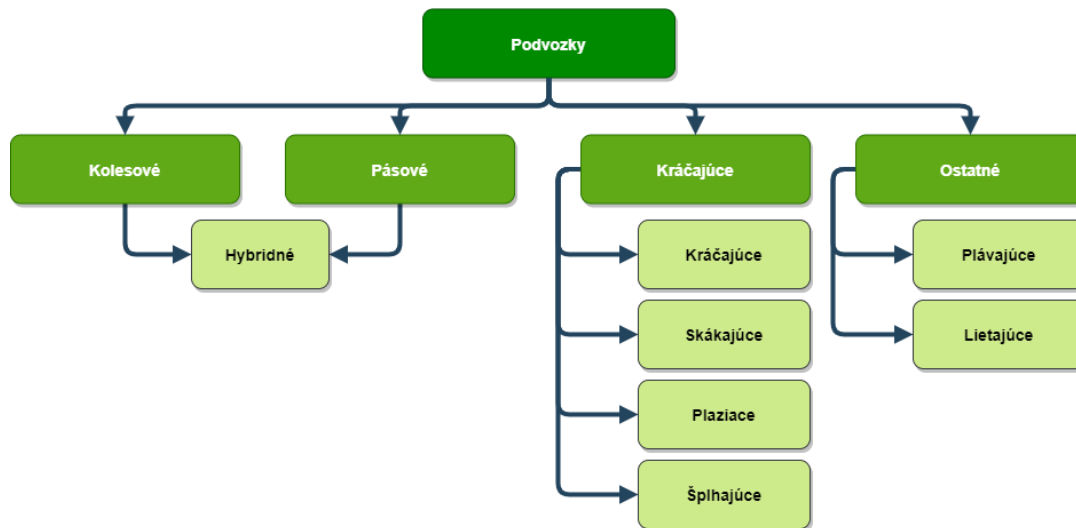 Podvozky
Kolesové
Pásové
Kráčajúce
Ostatné
Hybridné
Kráčajúce
Plávajúce
Skákajúce
Lietajúce
Plaziace
Šplhajúce